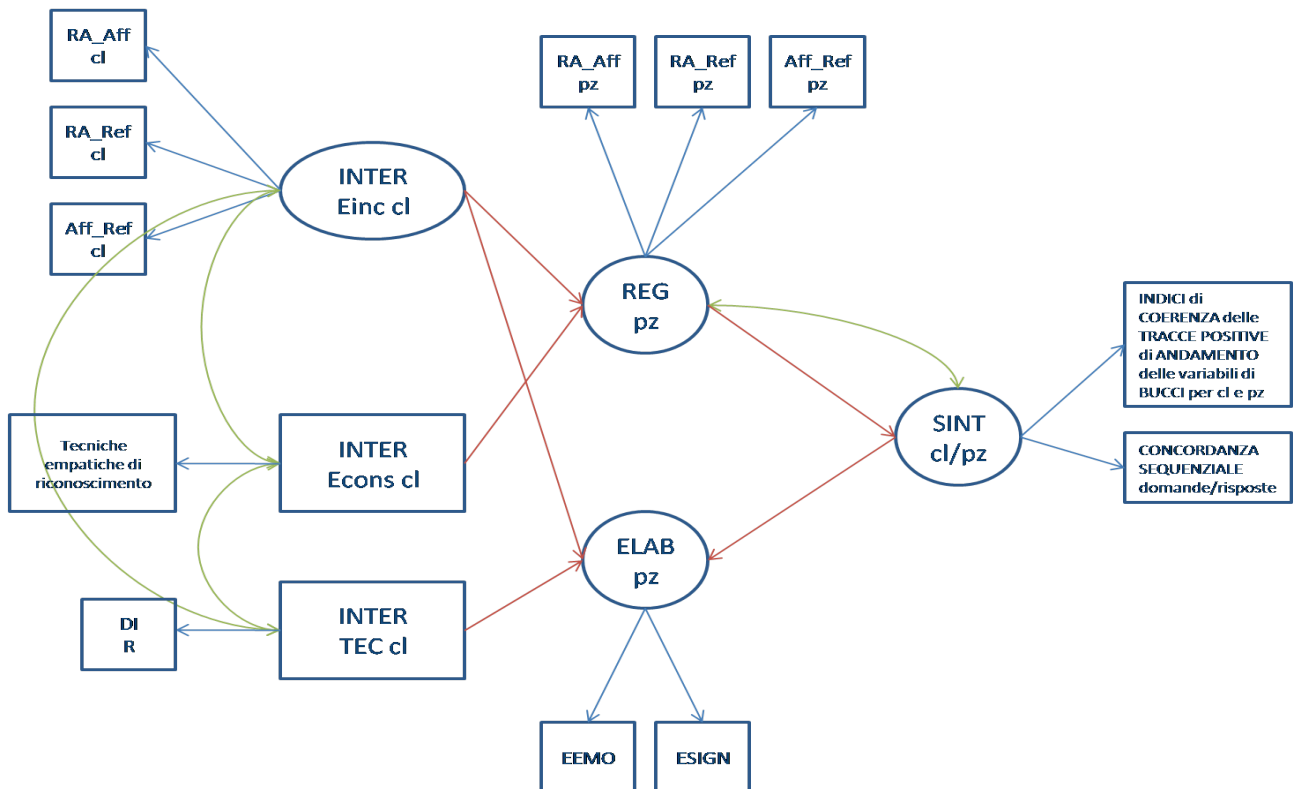 RA_Aff
cl
RA_Ref
cl
Aff_Ref
cl
INTER
Einc cl
RA_Aff
pz
RA_Ref
pz
Aff_Ref
pz
REG
pz
INDICI di
COERENZA delle
TRACCE POSITIVE
di ANDAMENTO
delle variabili di
BUCCI per cl e pz
SINT
cl/pz
CONCORDANZA
SEQUENZIALE
domande/risposte
Tecniche
empatiche di
riconoscimento
INTER
Econs cl
ELAB
pz
DI
R
INTER
TEC cl
EEMO
ESIGN